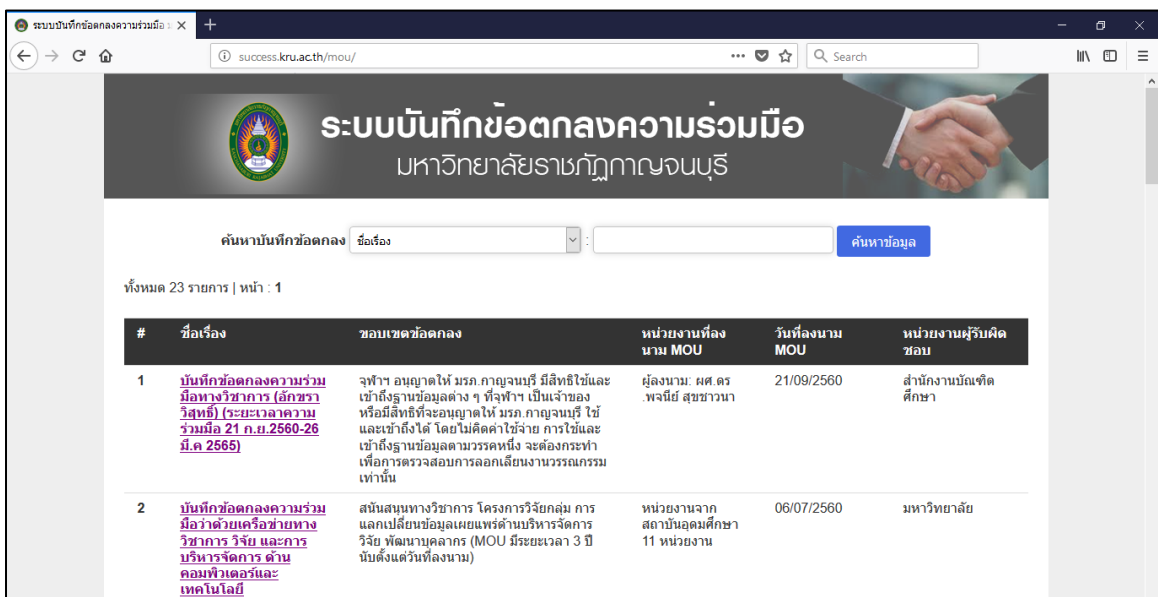 ระบบบันทึกข้อตกลงความร่วมมือ
success.kru.ac.th/mou/
Search
ระบบบันทึกข้อตกลงความร่วมมือ
มหาวิทยาลัยราชภัฏกาญจนบุรี
ค้นหาบันทึกข้อตกลง ชื่อเรื่อง : ค้นหาข้อมูล
ทั้งหมด 23 รายการ | หน้า : 1
# ชื่อเรื่อง ขอบเขตข้อตกลง หน่วยงานที่ลง วันที่ลงนาม หน่วยงานผู้รับผิด
นาม MOU MOU ชอบ
1 บันทึกข้อตกลงความร่วม จุฬาฯ อนุญาตให้ มรภ.กาญจนบุรี มีสิทธิใช้และ ผู้ลงนาม: ผศ.ดร 21/09/2560 สำนักงานบัณฑิต
มือทางวิชาการ (อักขรา เข้าถึงฐานข้อมูลต่าง ๆ ที่จุฬาฯ เป็นเจ้าของ .พจนีย์ สุขชาวนา ศึกษา
วิสุทธิ์) (ระยะเวลาความ หรือมีสิทธิที่จะอนุญาตให้ มรภ.กาญจนบุรี ใช้
ร่วมมือ 21 ก.ย.2560-26 และเข้าถึงได้ โดยไม่คิดค่าใช้จ่าย การใช้และ
มี.ค 2565) เข้าถึงฐานข้อมูลตามวรรคหนึ่ง จะต้องกระทำ
เพื่อการตรวจสอบการลอกเลียนงานวรรณกรรม
เท่านั้น
2 บันทึกข้อตกลงความร่วม สนันสนุนทางวิชาการ โครงการวิจัยกลุ่ม การ หน่วยงานจาก 06/07/2560 มหาวิทยาลัย
มือว่าด้วยเครือข่ายทาง แลกเปลี่ยนข้อมูลเผยแพร่ด้านบริหารจัดการ สถาบันอุดมศึกษา
วิชาการ วิจัย และการ วิจัย พัฒนาบุคลากร (MOU มีระยะเวลา 3 ปี 11 หน่วยงาน
บริหารจัดการ ด้าน นับตั้งแต่วันที่ลงนาม)
คอมพิวเตอร์และ
เทคโนโลยี